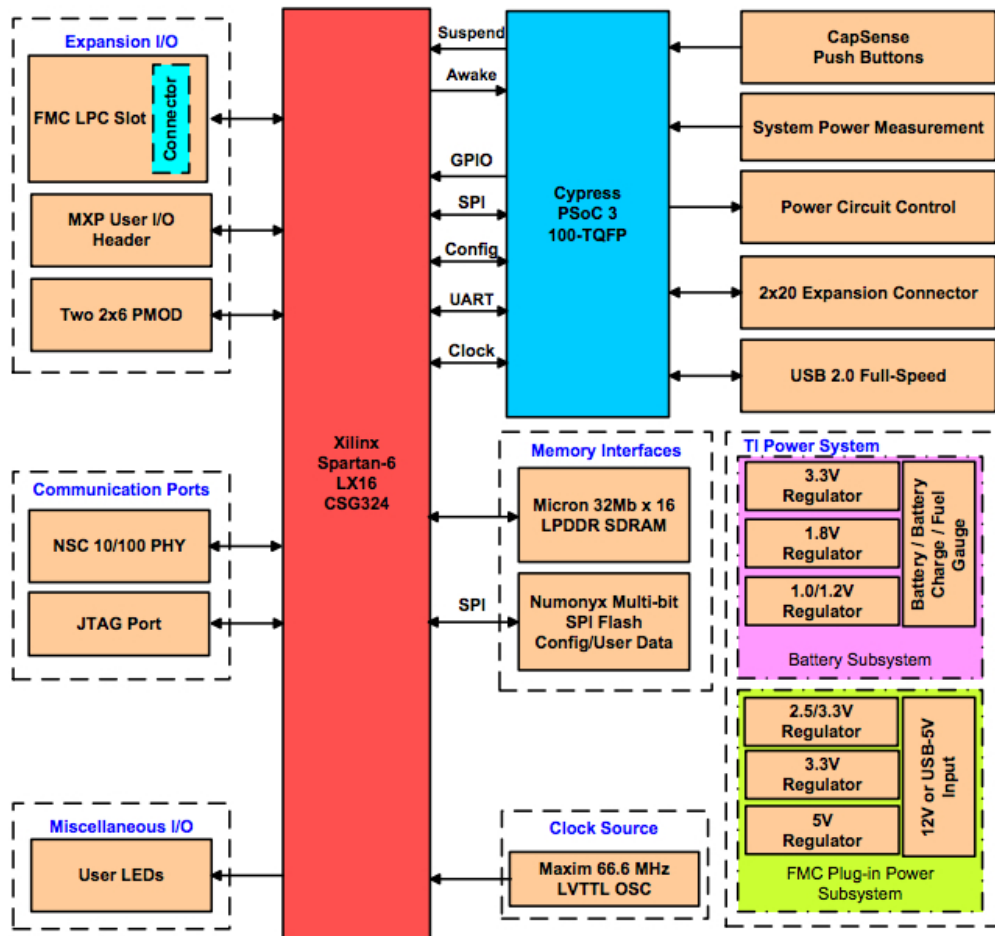 Expansion I/O
FMC LPC Slot
Connector
MXP User I/O
Header
Two 2x6 PMOD
Communication Ports
NSC 10/100 PHY
JTAG Port
Miscellaneous I/O
User LEDs
Xilinx
Spartan-6
LX16
CSG324
Suspend
Awake
GPIO
SPI
Config
UART
Clock
SPI
Cypress
PSoC 3
100-TQFP
Memory Interfaces
Micron 32Mb x 16
LPDDR SDRAM
Numonyx Multi-bit
SPI Flash
Config/User Data
Clock Source
Maxim 66.6 MHz
LVTTL OSC
CapSense
Push Buttons
System Power Measurement
Power Circuit Control
2x20 Expansion Connector
USB 2.0 Full-Speed
TI Power System
3.3V
Regulator
1.8V
Regulator
1.0/1.2V
Regulator
Battery / Battery
Charge / Fuel
Gauge
Battery Subsystem
2.5/3.3V
Regulator
3.3V
Regulator
5V
Regulator
12V or USB-5V
Input
FMC Plug-in Power
Subsystem